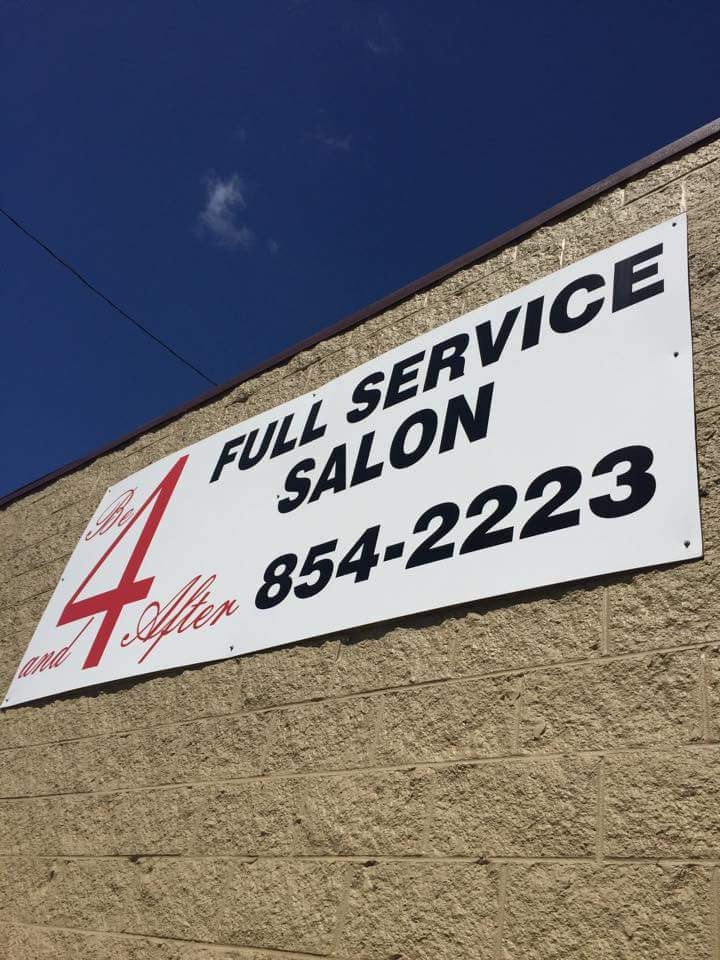 Be
4
and After
FULL SERVICE
SALON
854-2223